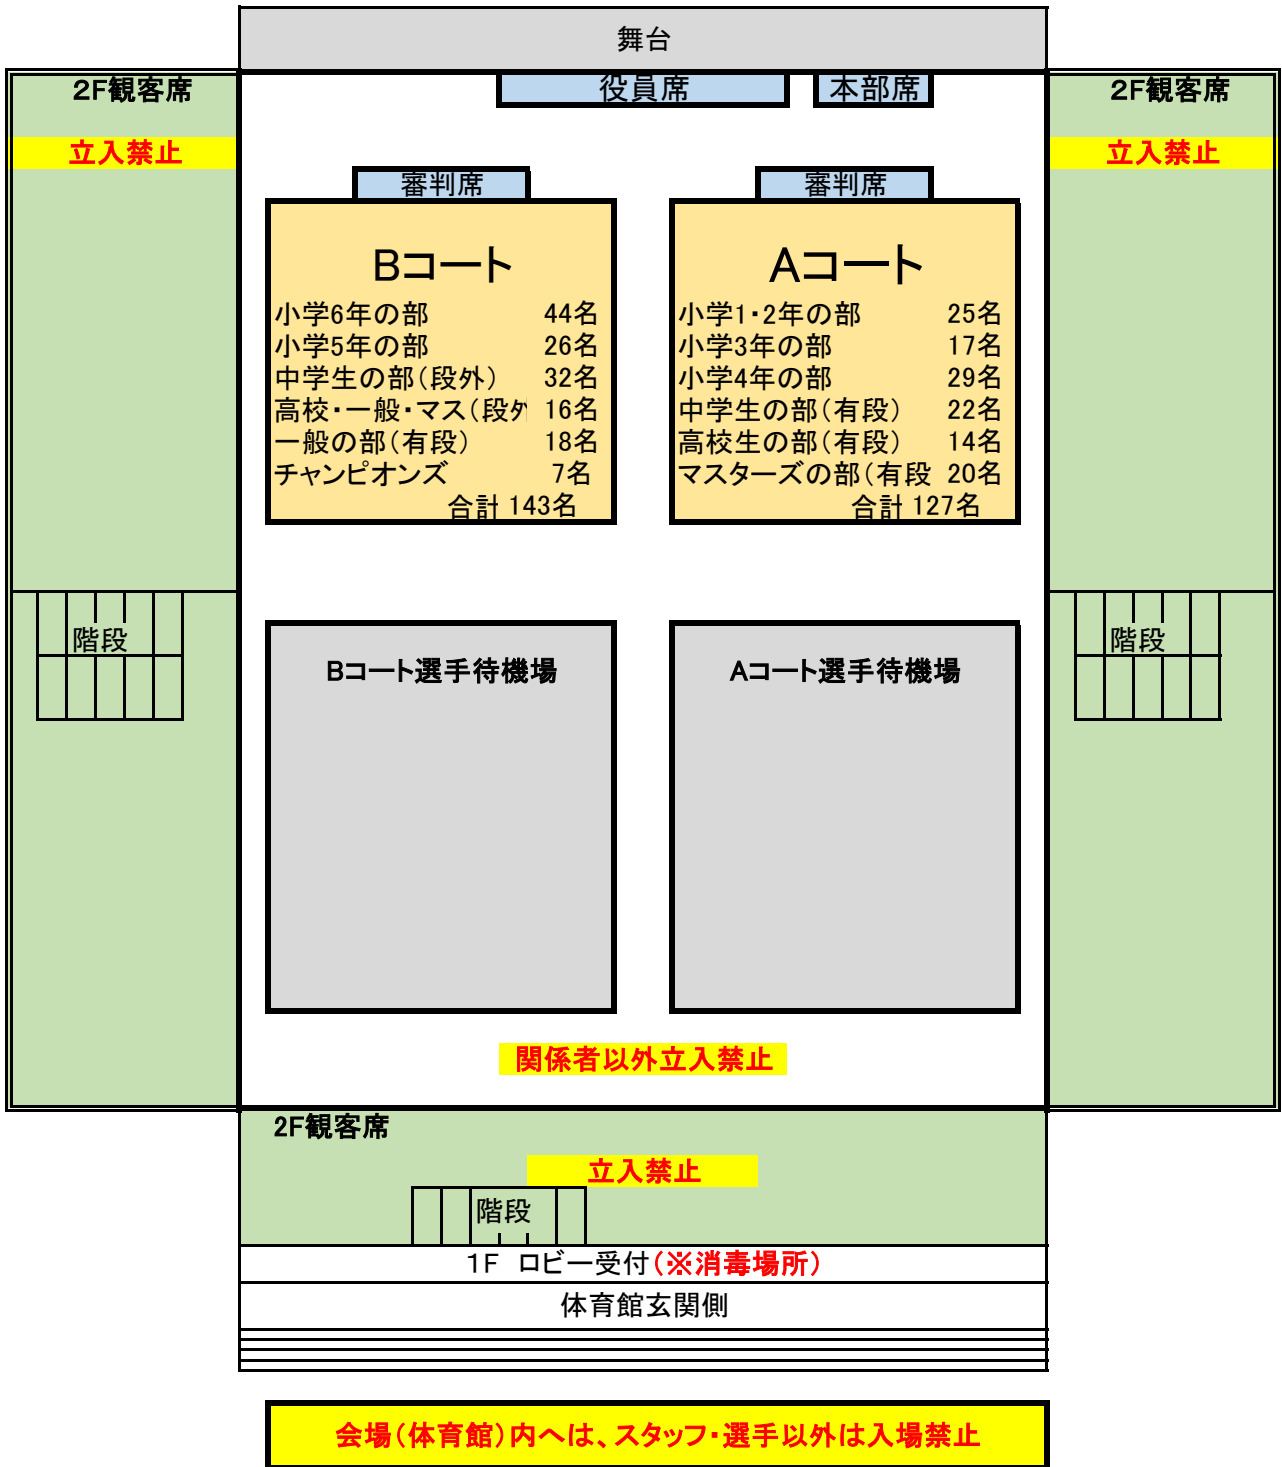 舞台
役員席
本部席
2F観客席
立入禁止
2F観客席
立入禁止
審判席
Bコート
小学6年の部 44名
小学5年の部 26名
中学生の部(段外) 32名
高校・一般・マス(段外 16名
一般の部(有段) 18名
チャンピオンズ 7名
合計 143名
審判席
Aコート
小学1・2年の部 25名
小学3年の部 17名
小学4年の部 29名
中学生の部(有段) 22名
高校生の部(有段) 14名
マスターズの部(有段 20名
合計 127名
階段
階段
Bコート選手待機場
Aコート選手待機場
関係者以外立入禁止
2F観客席
立入禁止
階段
1F ロビー受付(※消毒場所)
体育館玄関側
会場(体育館)内へは、スタッフ・選手以外は入場禁止